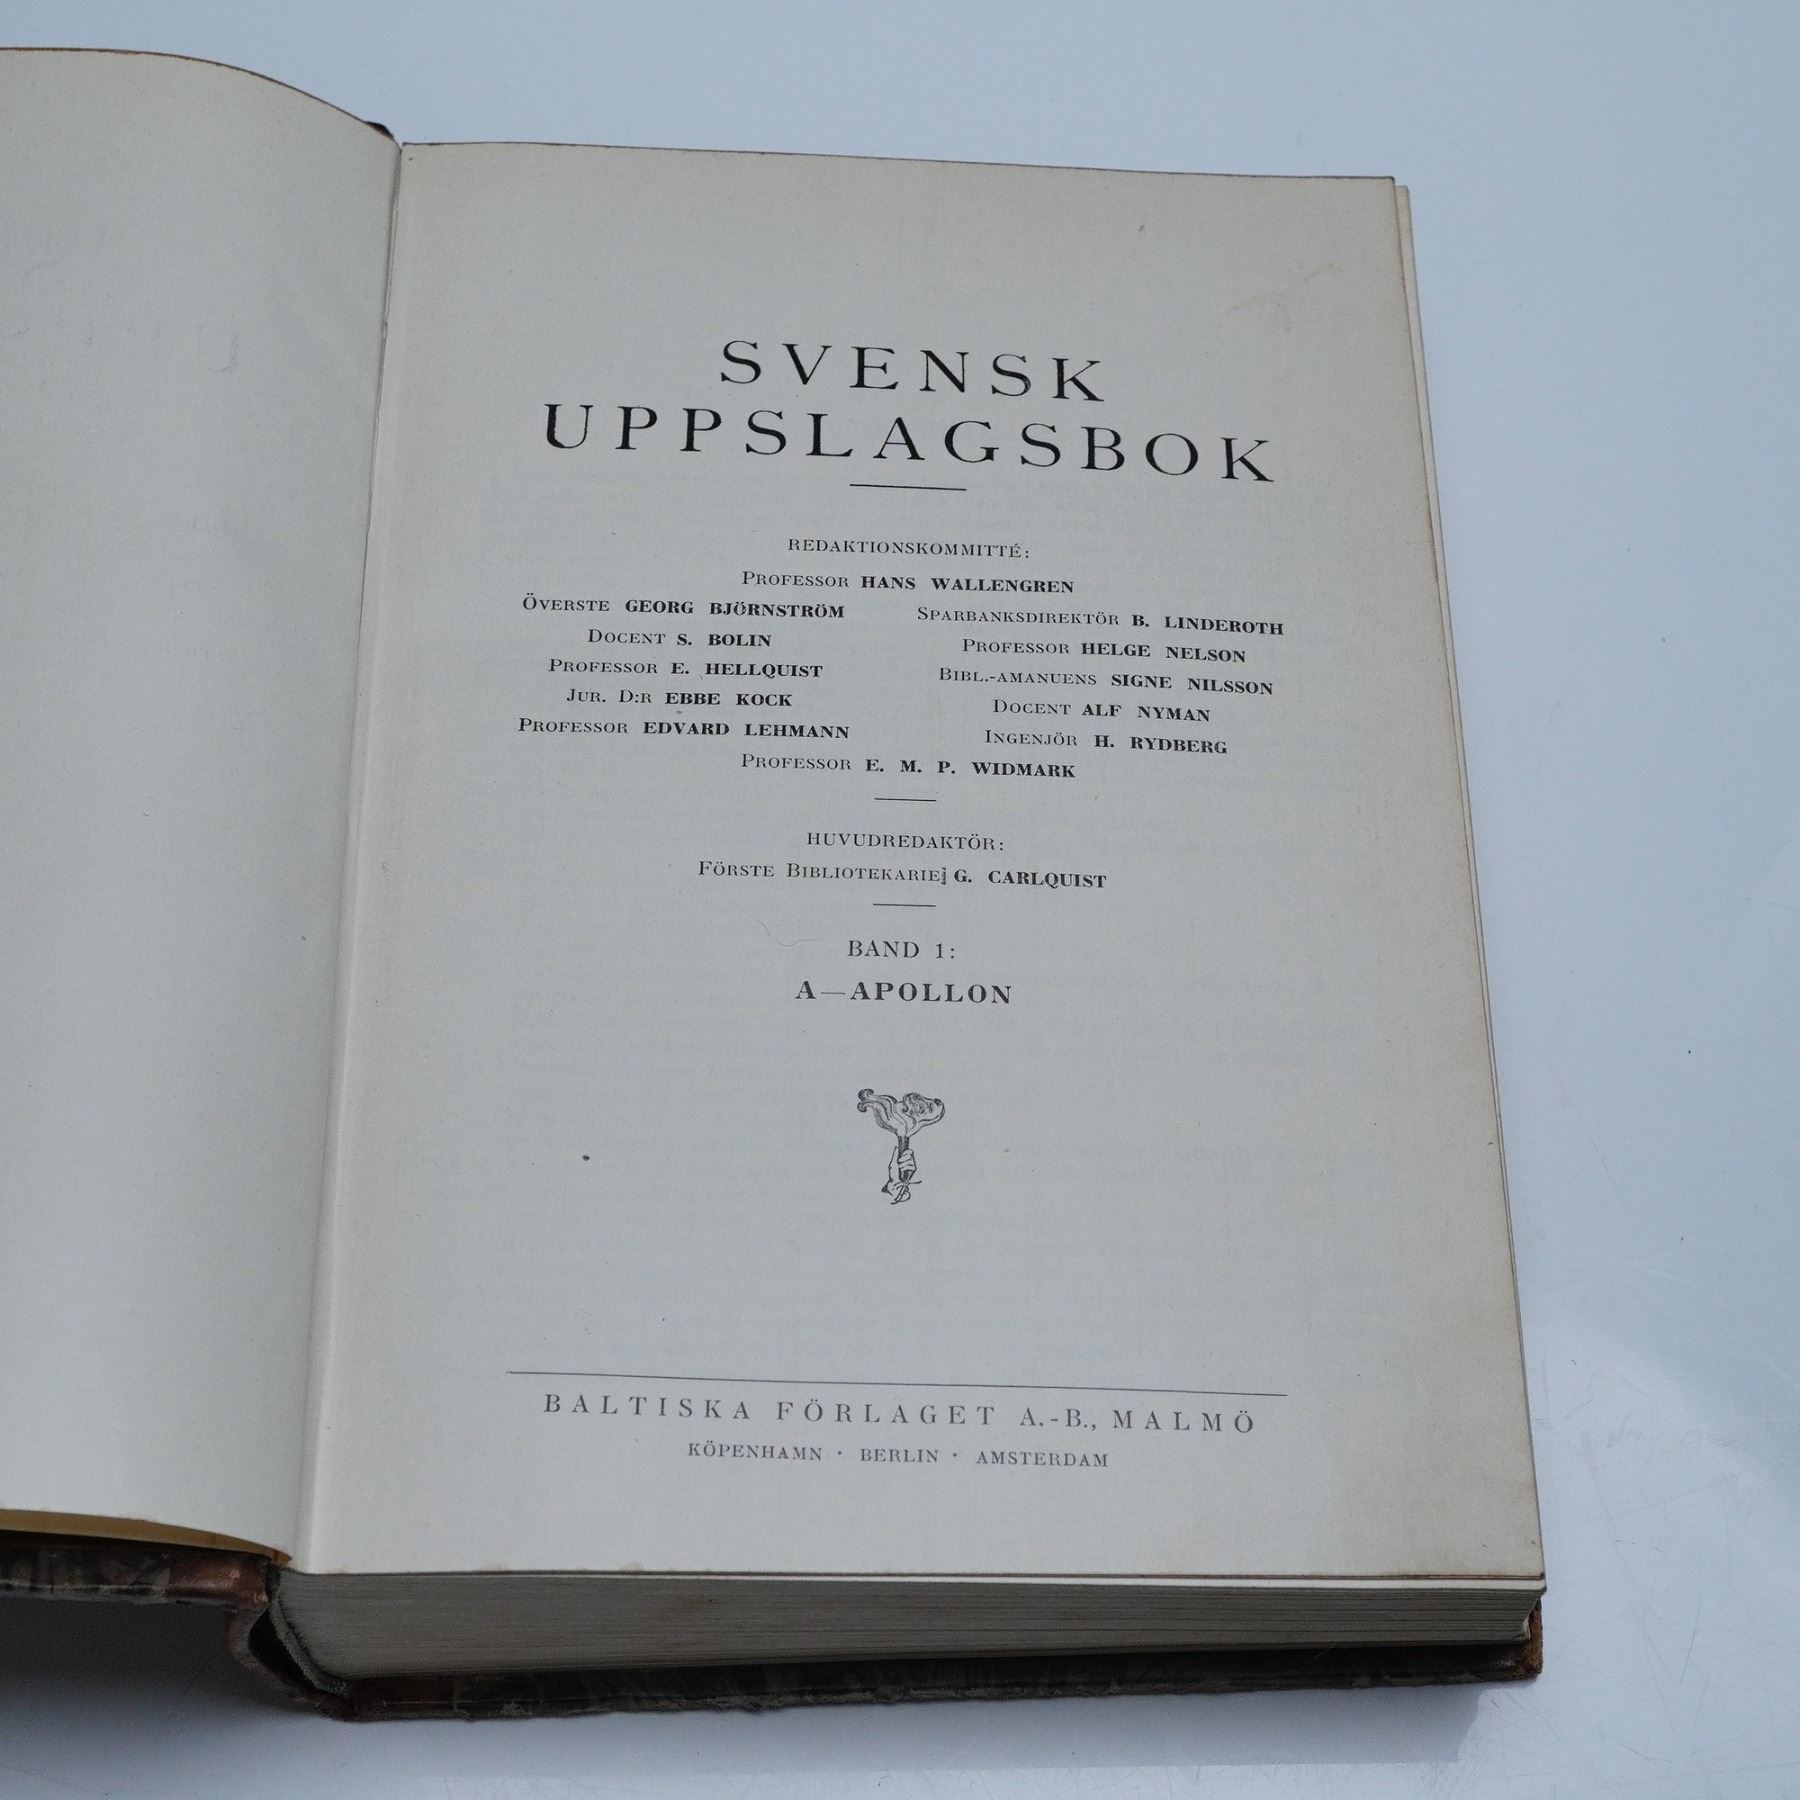 SVENSK
UPPSLAGSBOK
REDAKTIONSKOMMITTÉ:
PROFESSOR HANS WALLENGREN
ÖVERSTE GEORG BJÖRNSTRÖM SPARBANKSDIREKTÖR B. LINDEROTH
DOCENT S. BOLIN PROFESSOR HELGE NELSON
PROFESSOR E. HELLQUIST BIBL.-AMANUENS SIGNE NILSSON
JUR. D:R EBBE KOCK DOCENT ALF NYMAN
PROFESSOR EDVARD LEHMANN INGENJÖR H. RYDBERG
PROFESSOR E. M. P. WIDMARK
HUVUDREDAKTÖR:
FÖRSTE BIBLIOTEKARIEN G. CARLQUIST
BAND 1:
A—APOLLON
BALTISKA FÖRLAGET A.-B., MALMÖ
KÖPENHAMN · BERLIN · AMSTERDAM